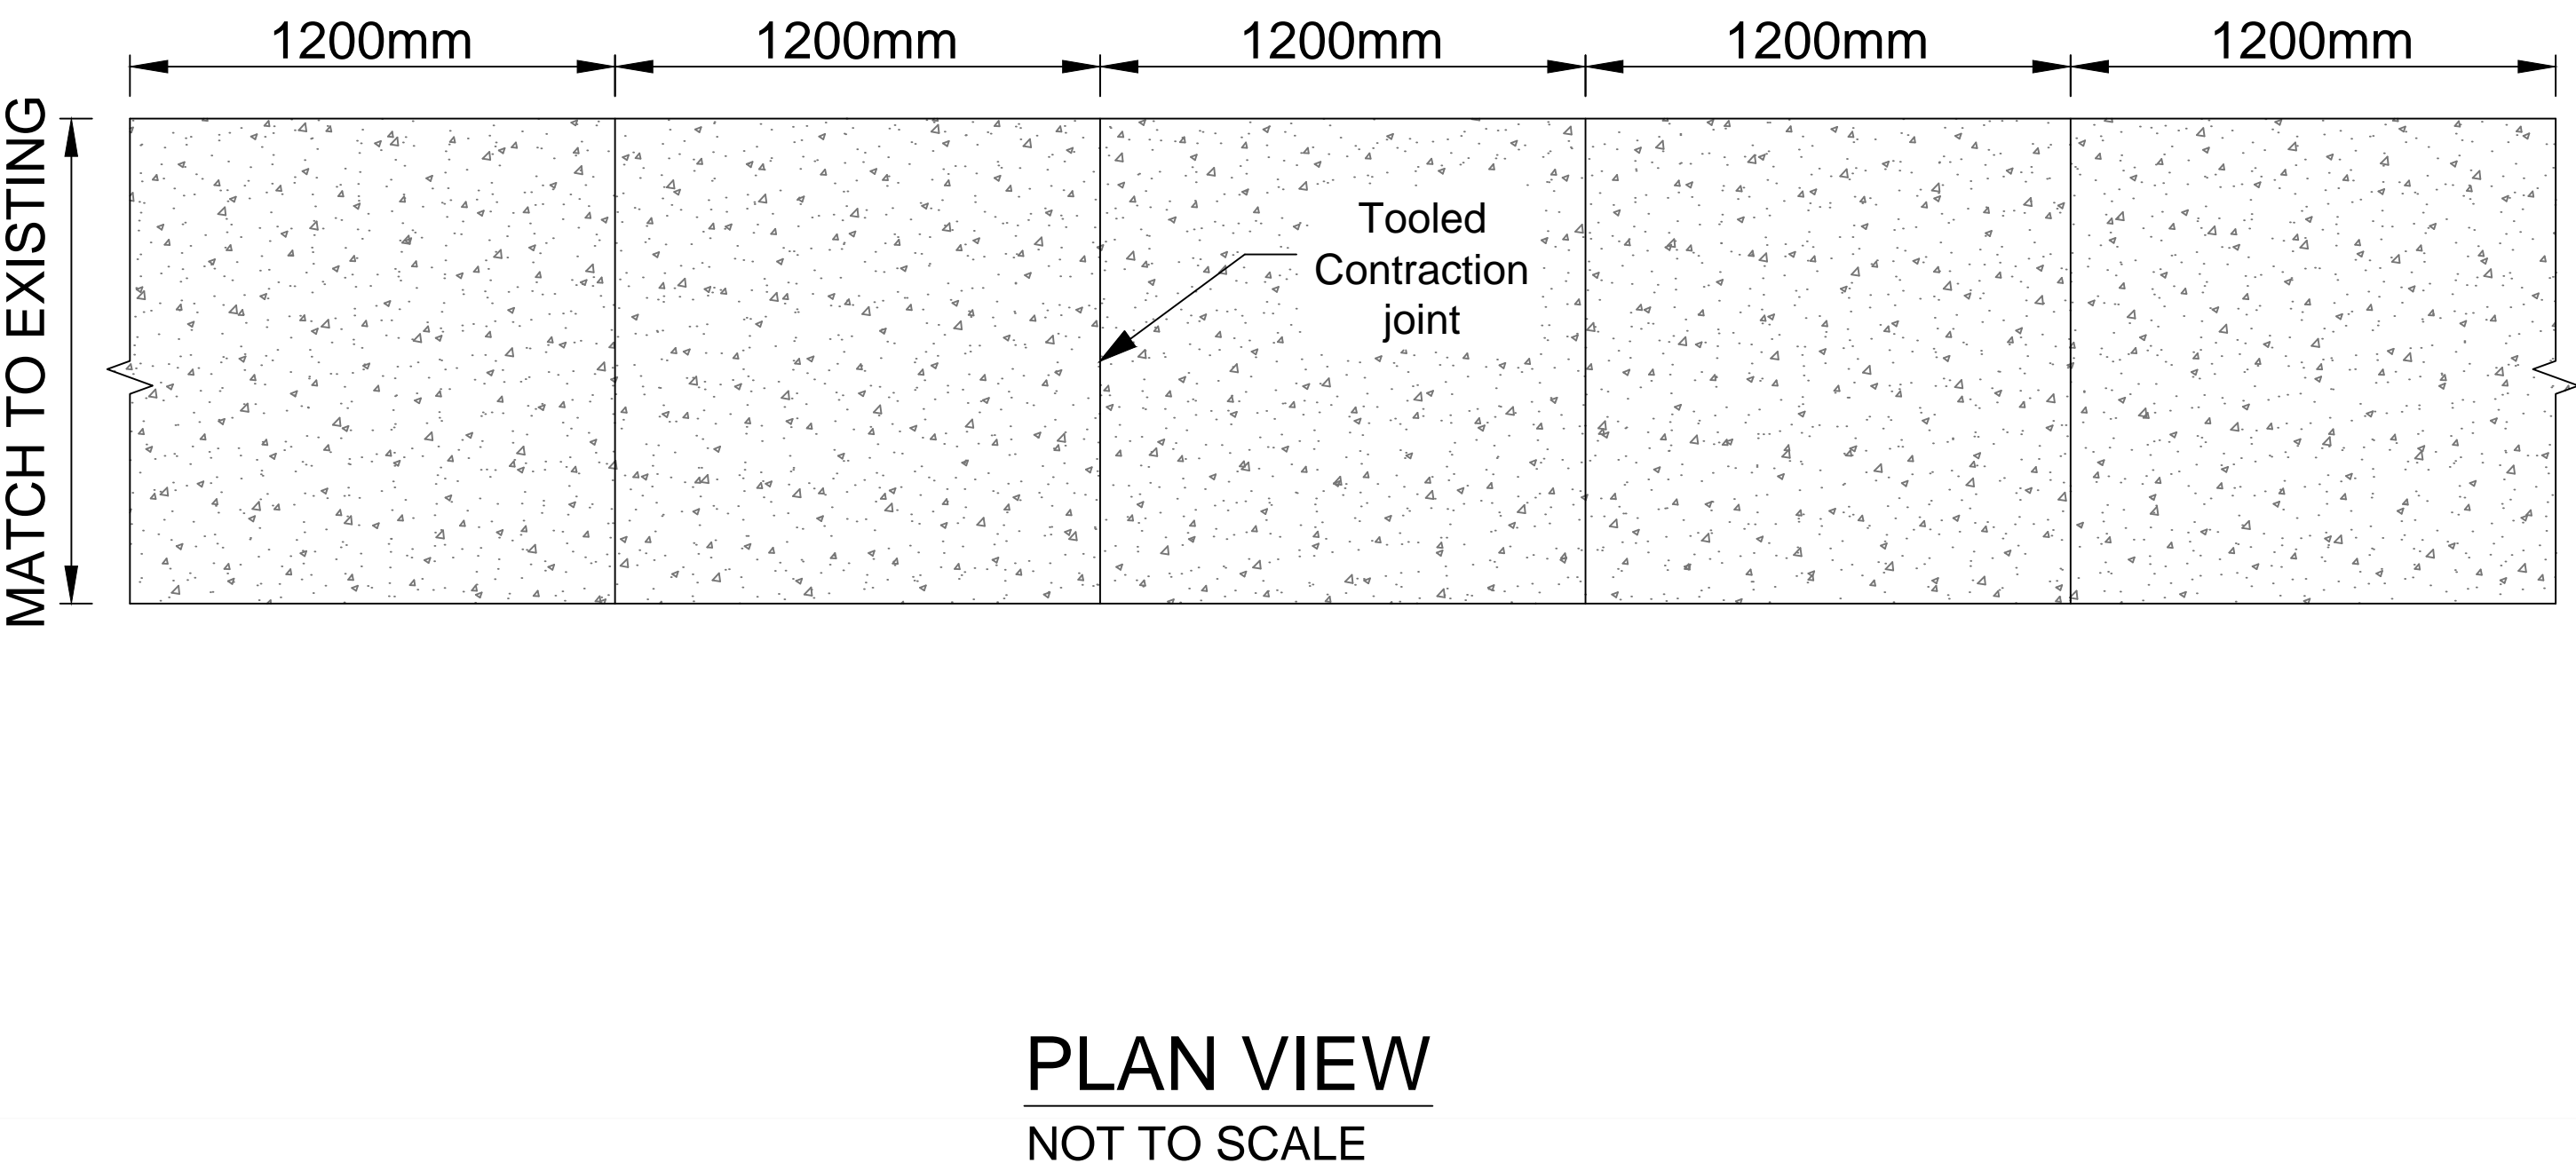 1200mm
1200mm
1200mm
1200mm
1200mm
MATCH TO EXISTING
Tooled
Contraction
joint
PLAN VIEW
NOT TO SCALE